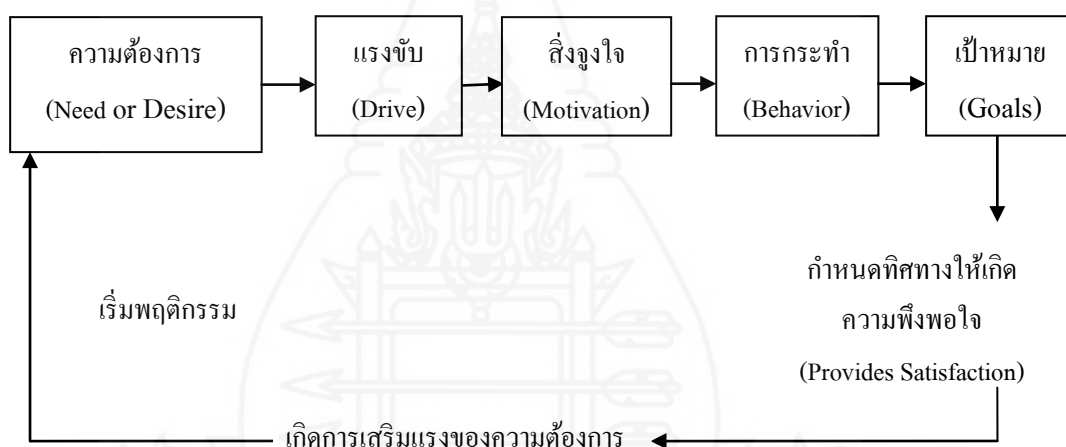 ความต้องการ
(Need or Desire)
แรงขับ
(Drive)
สิ่งจูงใจ
(Motivation)
การกระทำ
(Behavior)
เป้าหมาย
(Goals)
กำหนดทิศทางให้เกิด
ความพึงพอใจ
(Provides Satisfaction)
เริ่มพฤติกรรม
เกิดการเสริมแรงของความต้องการ